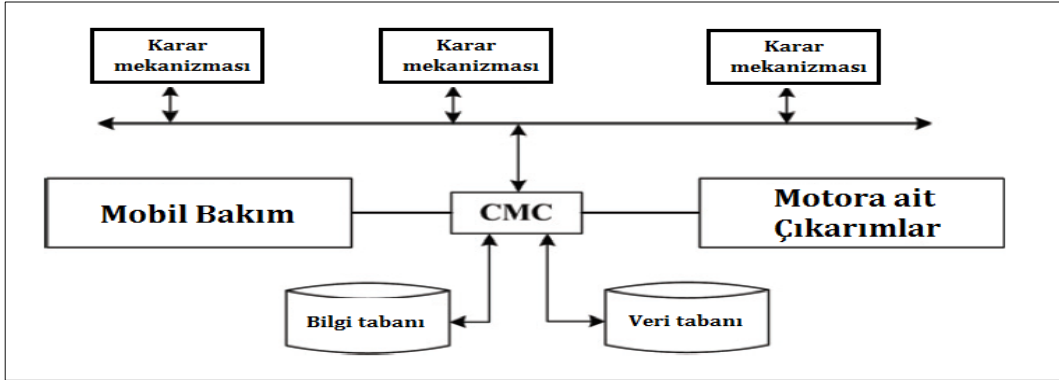 Karar
mekanizması
Karar
mekanizması
Karar
mekanizması
Mobil Bakım
CMC
Motora ait
Çıkarımlar
Bilgi tabanı
Veri tabanı